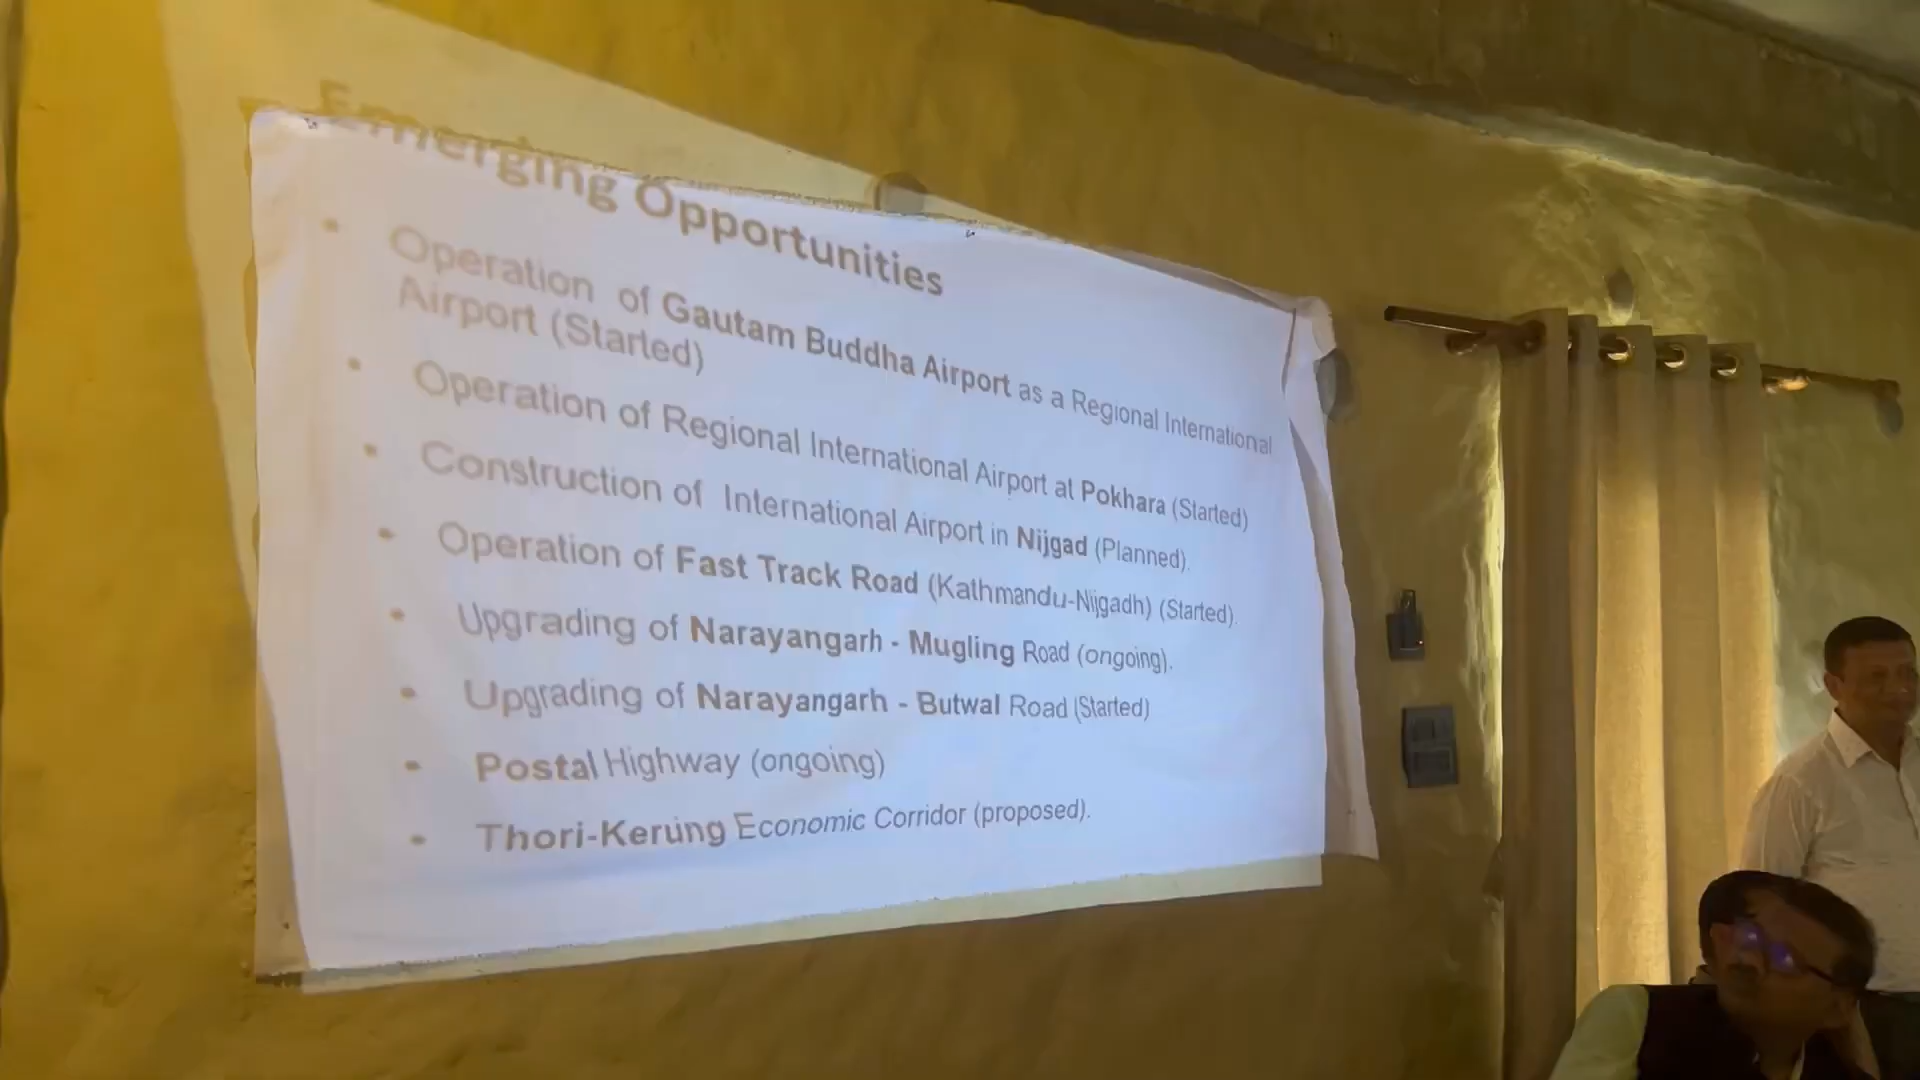 Emerging Opportunities
• Operation of Gautam Buddha Airport as a Regional International
Airport (Started)
• Operation of Regional International Airport at Pokhara (Started)
• Construction of International Airport in Nijgad (Planned).
• Operation of Fast Track Road (Kathmandu-Nijgadh) (Started).
• Upgrading of Narayangarh - Mugling Road (ongoing).
• Upgrading of Narayangarh - Butwal Road (Started)
• Postal Highway (ongoing)
• Thori-Kerung Economic Corridor (proposed).